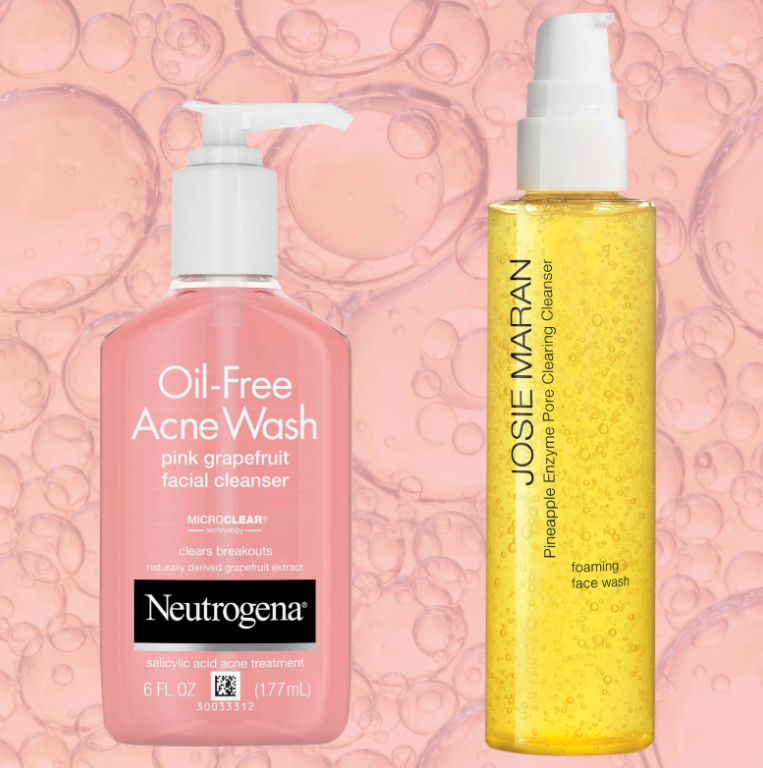 Oil-Free
Acne Wash
pink grapefruit
facial cleanser
MICROCLEAR®
technology
clears breakouts
naturally derived grapefruit extract
Neutrogena®
salicylic acid acne treatment
6 FL OZ (177mL)
30033312
JOSIE MARAN
Pineapple Enzyme Pore Clearing Cleanser
foaming
face wash